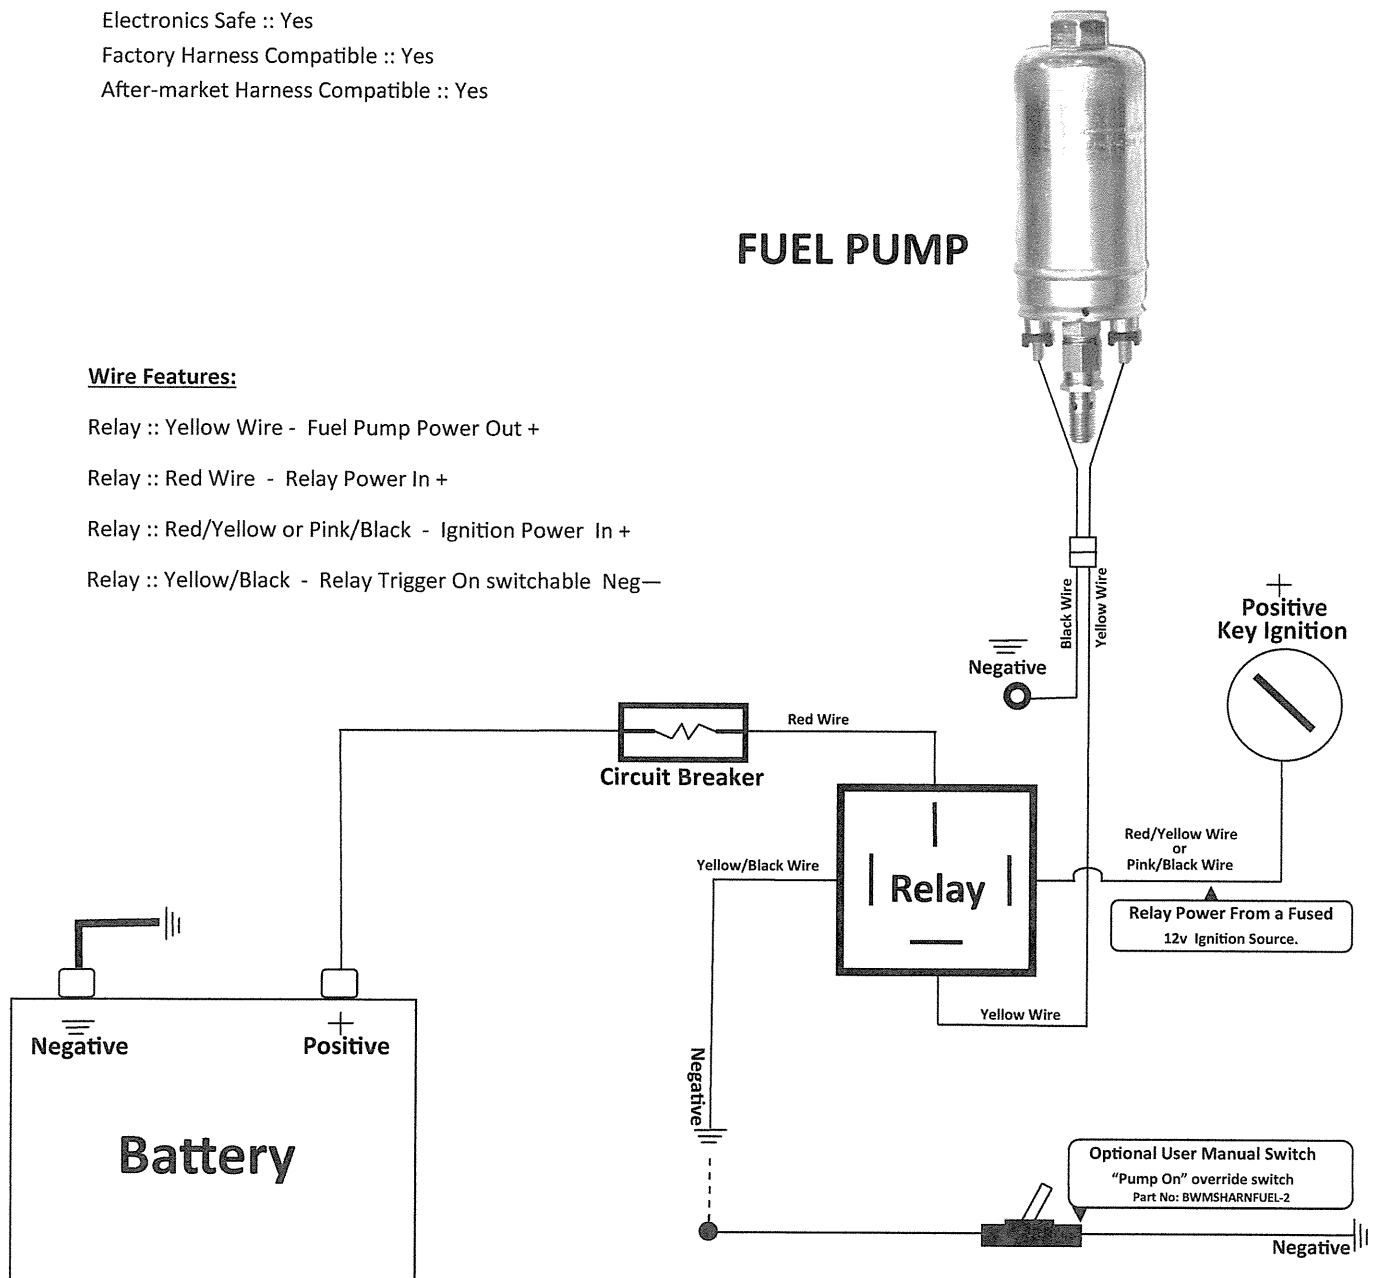 Electronics Safe :: Yes
Factory Harness Compatible :: Yes
After-market Harness Compatible :: Yes
FUEL PUMP
Wire Features:
Relay :: Yellow Wire - Fuel Pump Power Out +
Relay :: Red Wire - Relay Power In +
Relay :: Red/Yellow or Pink/Black - Ignition Power In +
Relay :: Yellow/Black - Relay Trigger On switchable Neg—
Black Wire
Yellow Wire
+
Positive
Key Ignition
Negative
Red Wire
Circuit Breaker
Red/Yellow Wire
or
Pink/Black Wire
Yellow/Black Wire
Relay
Relay Power From a Fused
12v Ignition Source.
Yellow Wire
+
Negative
Positive
Battery
Negative
Optional User Manual Switch
“Pump On” override switch
Part No: BWMSHARNFUEL-2
Negative